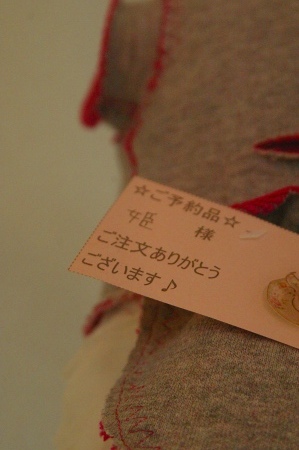 ☆ご予約品☆
姫 様
ご注文ありがとう
ございます♪